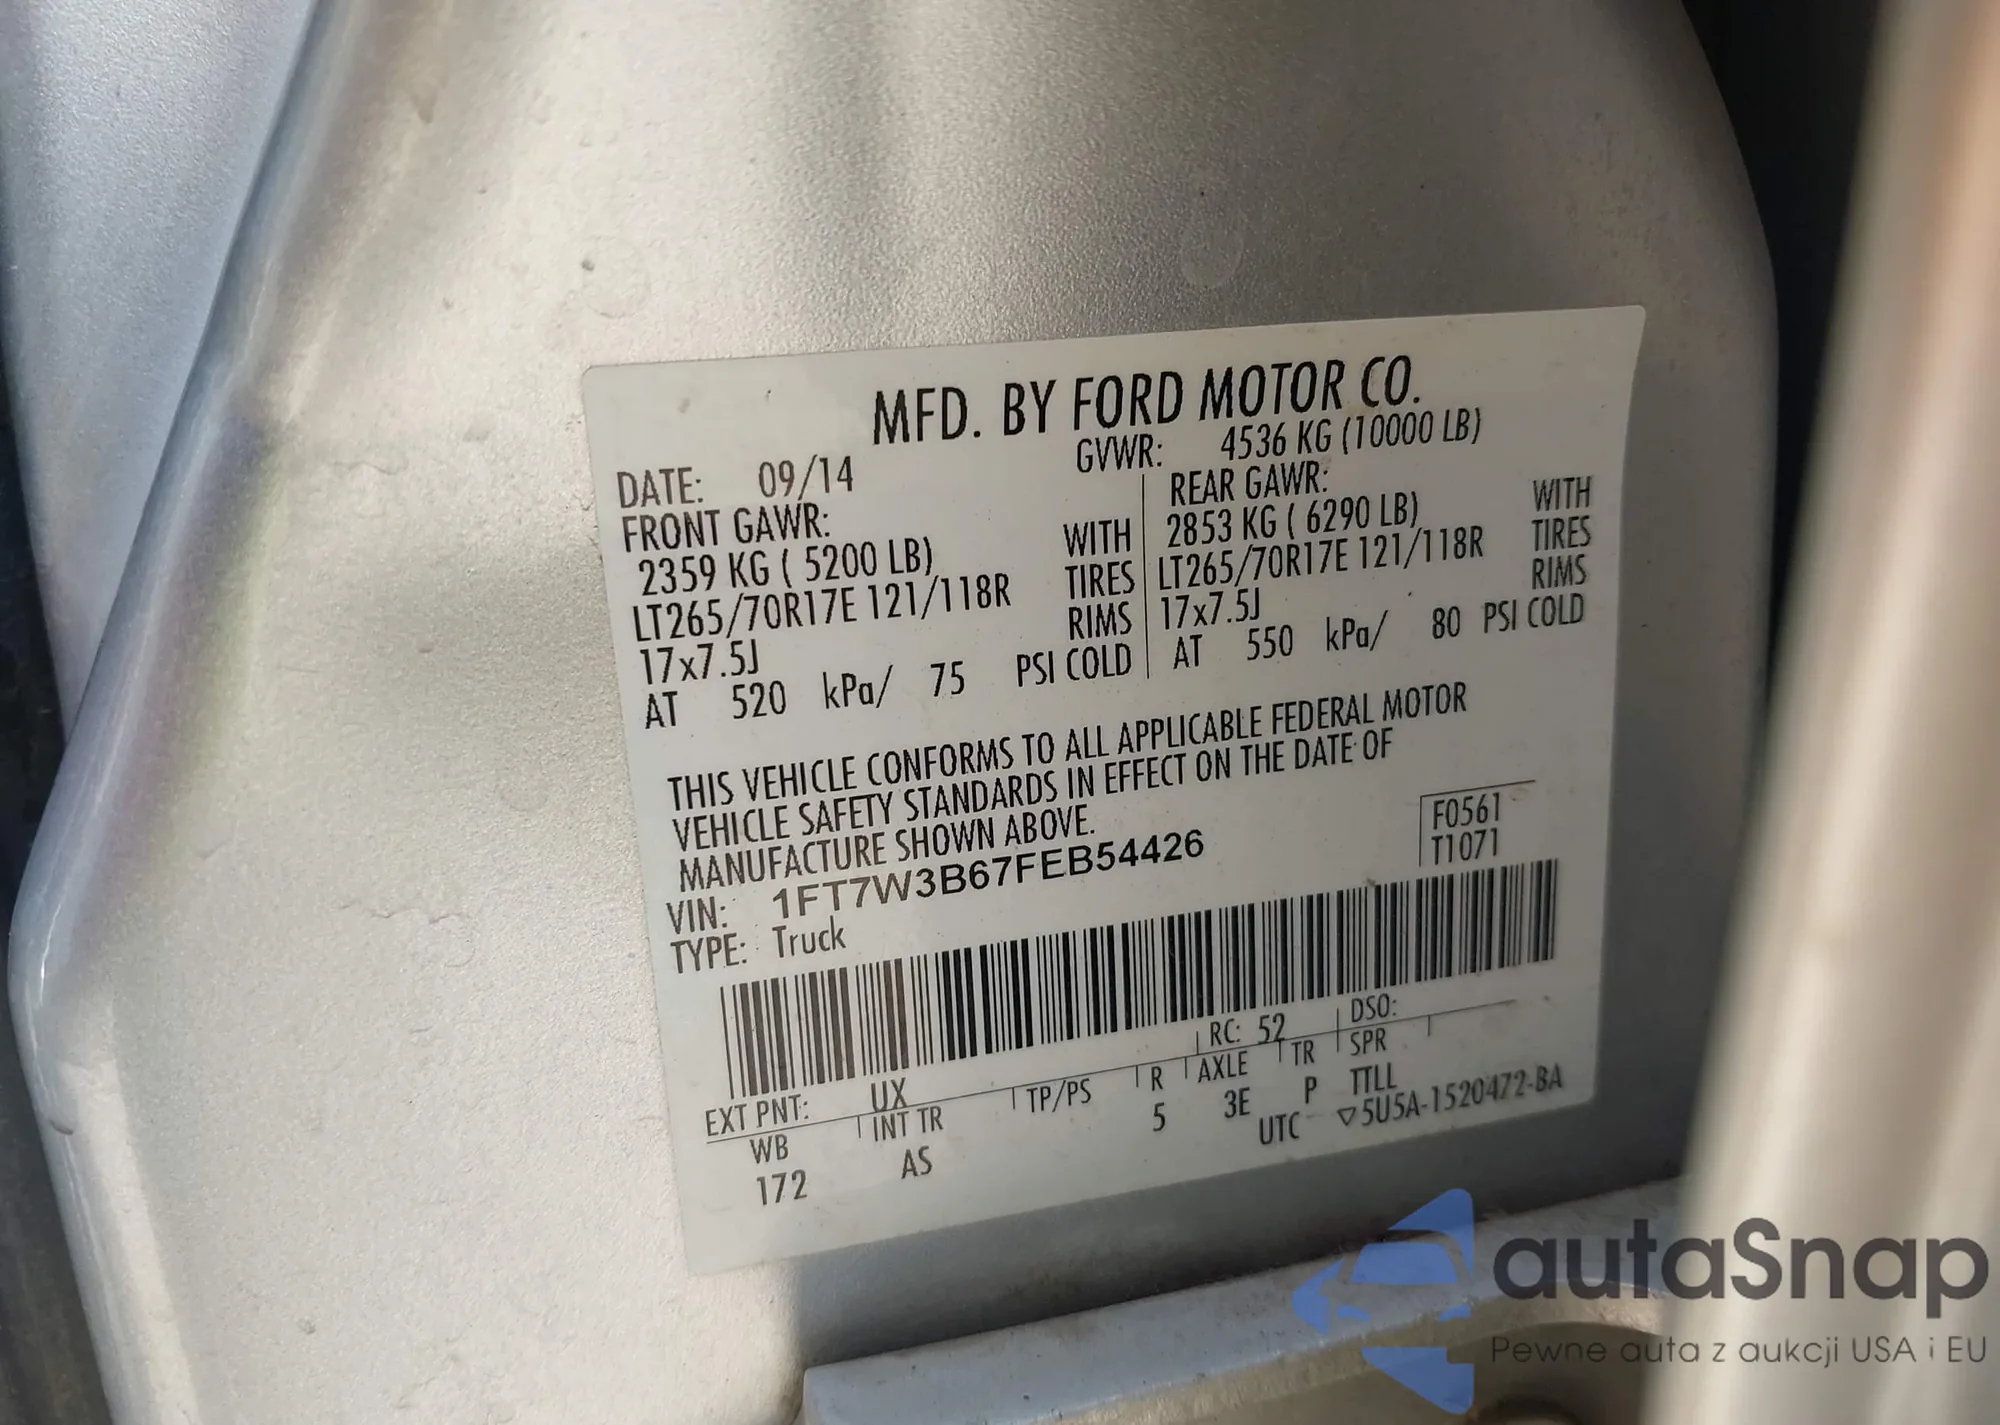 MFD. BY FORD MOTOR CO.
DATE: 09/14 GVWR: 4536 KG (10000 LB)
FRONT GAWR: REAR GAWR:
2359 KG ( 5200 LB) WITH 2853 KG ( 6290 LB) WITH
LT265/70R17E 121/118R TIRES LT265/70R17E 121/118R TIRES
17x7.5J RIMS 17x7.5J RIMS
AT 520 kPa/ 75 PSI COLD AT 550 kPa/ 80 PSI COLD
THIS VEHICLE CONFORMS TO ALL APPLICABLE FEDERAL MOTOR
VEHICLE SAFETY STANDARDS IN EFFECT ON THE DATE OF
MANUFACTURE SHOWN ABOVE.
F0561
VIN: 1FT7W3B67FEB54426 T1071
TYPE: Truck
EXT PNT: UX RC: 52 DSO:
WB INT TR TP/PS R AXLE TR SPR
172 AS 5 3E P TTLL
UTC ▽5U5A-1520472-BA
autaSnap
Pewne auta z aukcji USA i EU